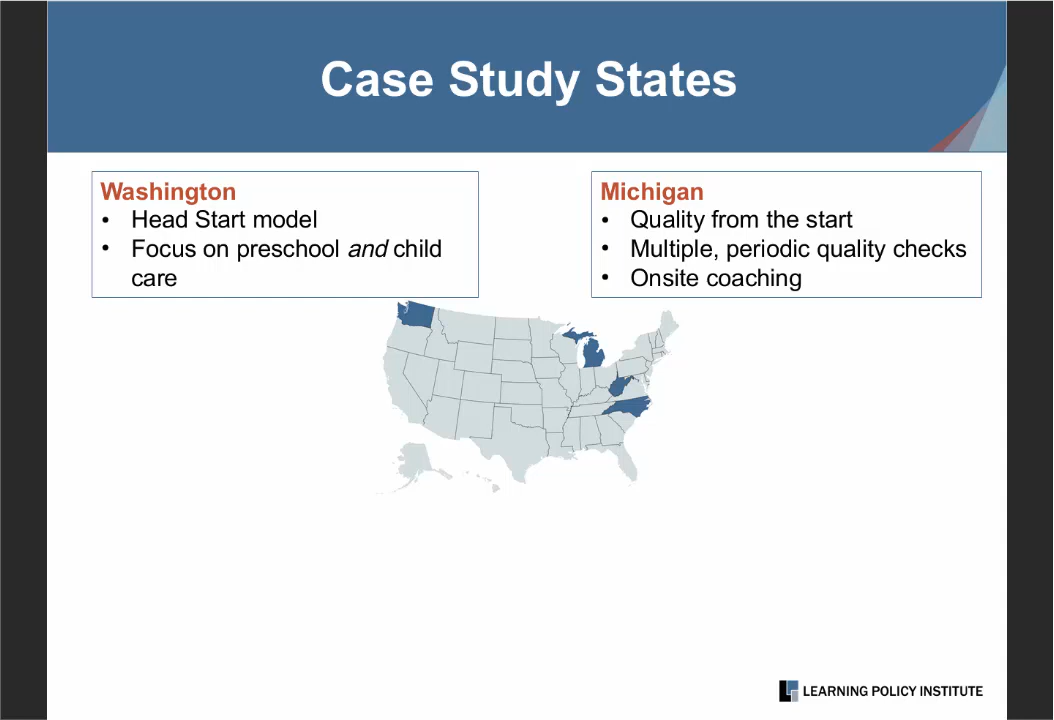 Case Study States
Washington
• Head Start model
• Focus on preschool and child
care
Michigan
• Quality from the start
• Multiple, periodic quality checks
• Onsite coaching
LEARNING POLICY INSTITUTE